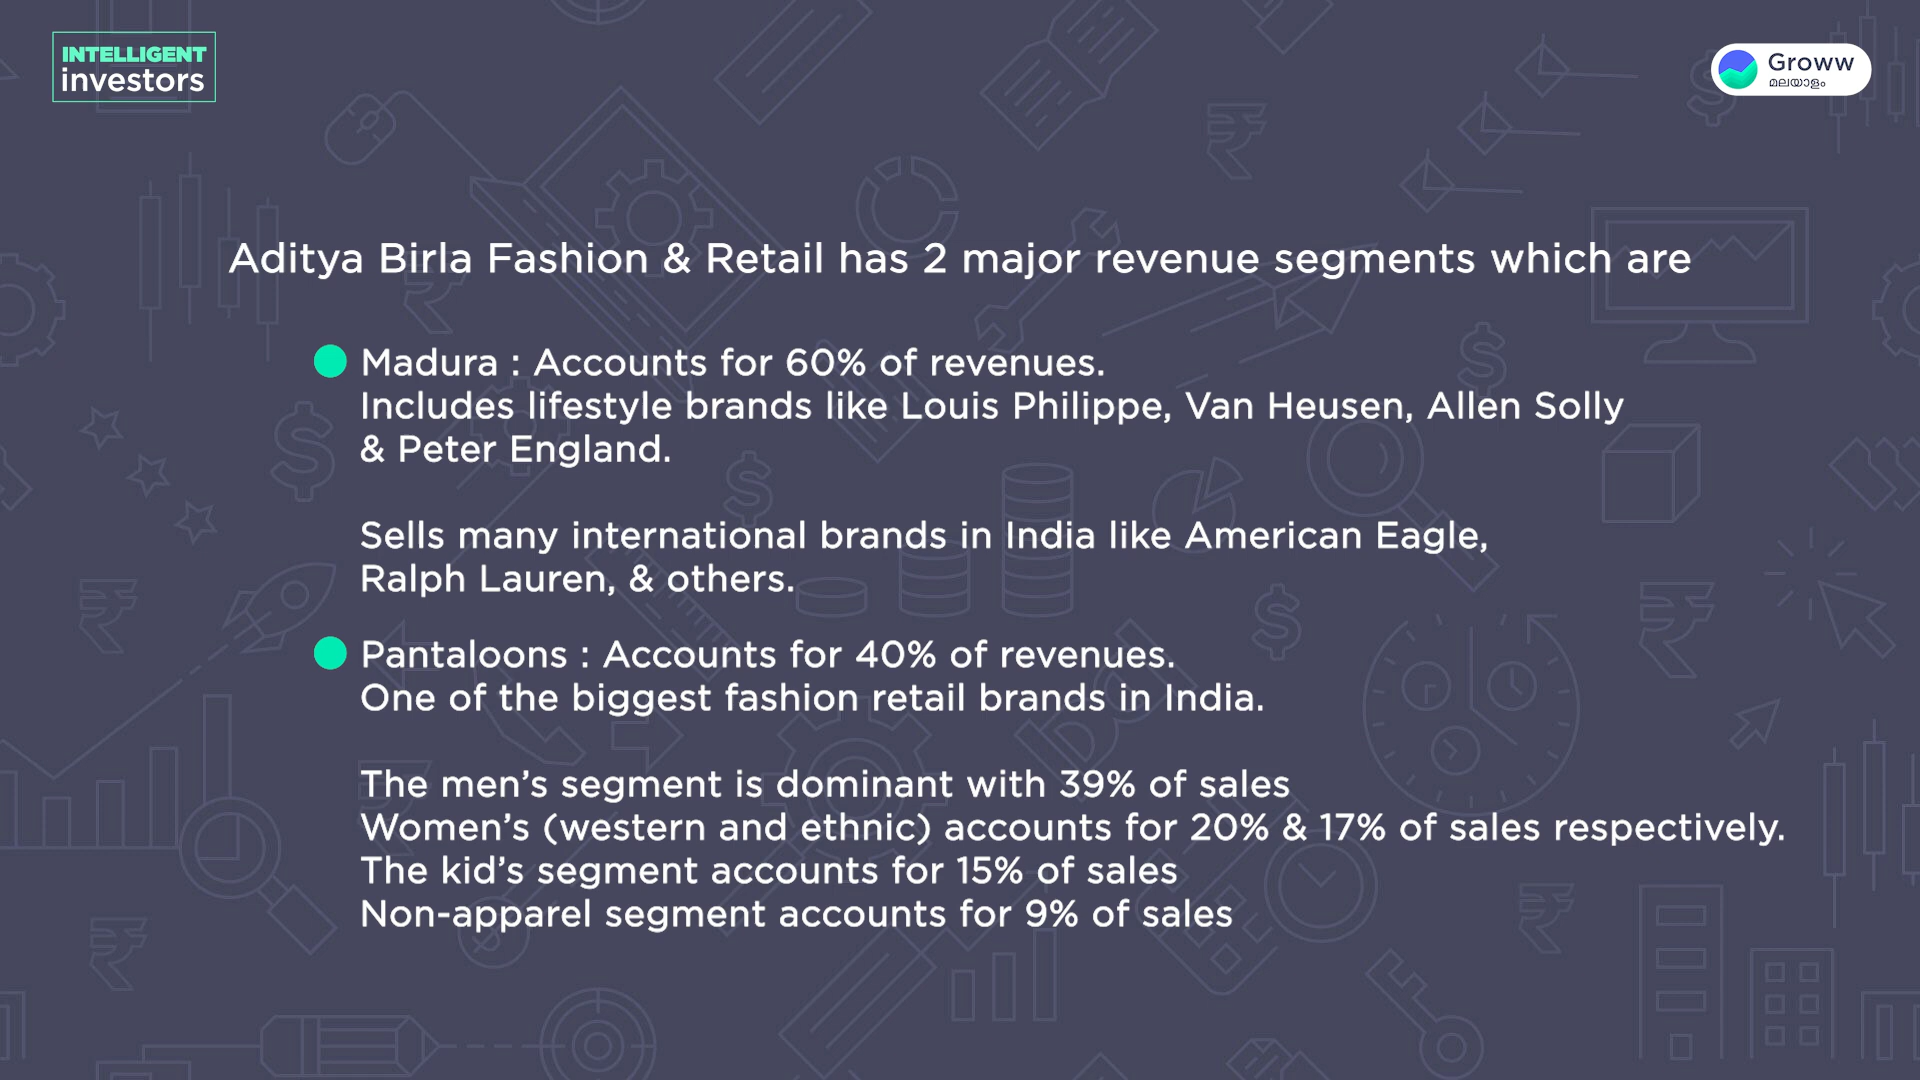 INTELLIGENT
investors
Groww
മലയാളം
Aditya Birla Fashion & Retail has 2 major revenue segments which are
Madura : Accounts for 60% of revenues.
Includes lifestyle brands like Louis Philippe, Van Heusen, Allen Solly
& Peter England.
Sells many international brands in India like American Eagle,
Ralph Lauren, & others.
Pantaloons : Accounts for 40% of revenues.
One of the biggest fashion retail brands in India.
The men’s segment is dominant with 39% of sales
Women’s (western and ethnic) accounts for 20% & 17% of sales respectively.
The kid’s segment accounts for 15% of sales
Non-apparel segment accounts for 9% of sales